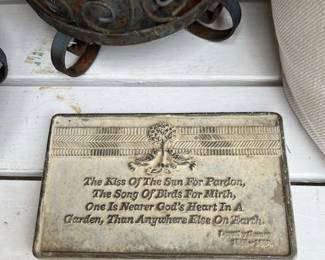 The Kiss Of The Sun For Pardon,
The Song Of Birds For Mirth,
One Is Nearer God's Heart In A
Garden, Than Anywhere Else On Earth.